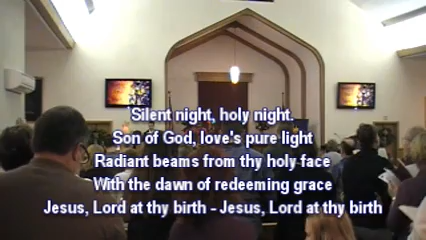 Silent night, holy night.
Son of God, love's pure light
Radiant beams from thy holy face
With the dawn of redeeming grace
Jesus, Lord at thy birth - Jesus, Lord at thy birth